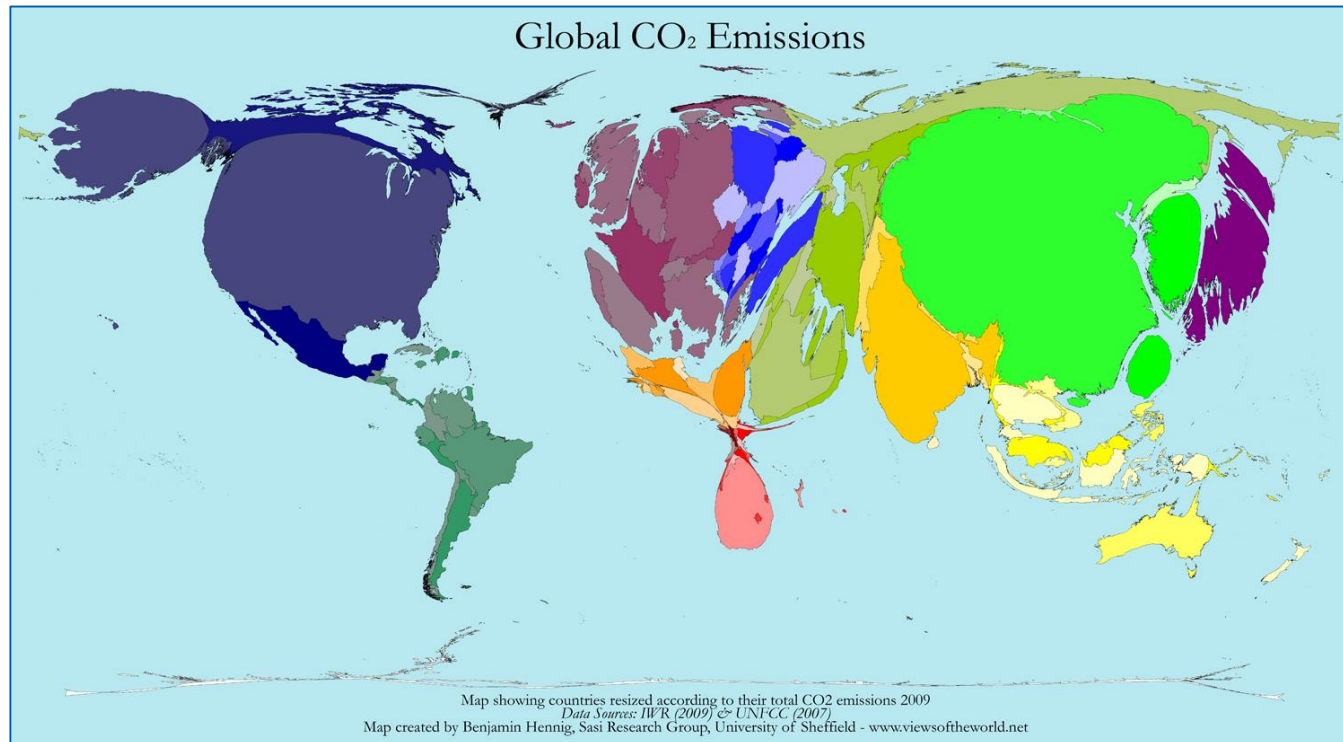 Global CO₂ Emissions
Map showing countries resized according to their total CO2 emissions 2009
Data Sources: IWR (2009) & UNFCC (2007)
Map created by Benjamin Hennig, Sasi Research Group, University of Sheffield - www.viewsoftheworld.net